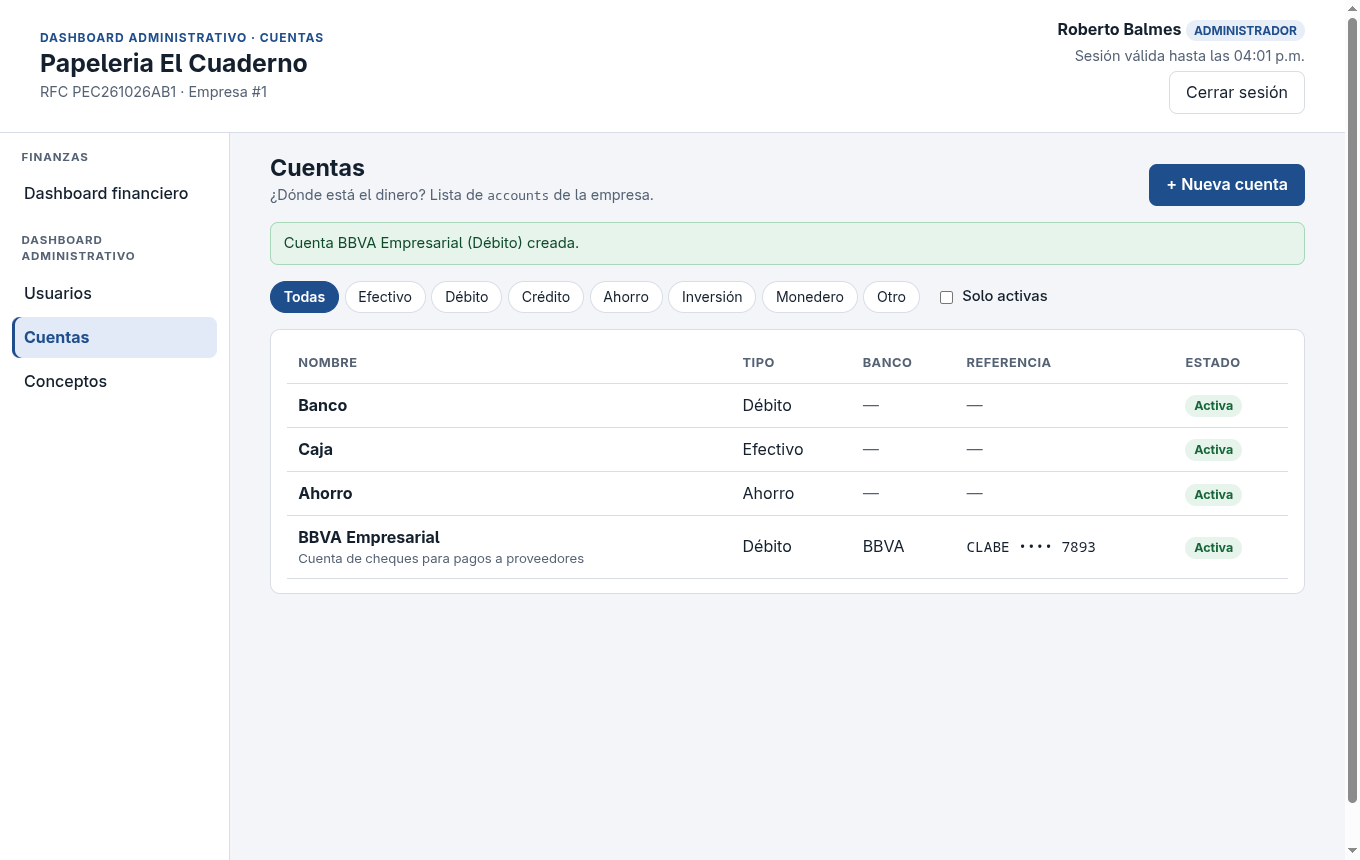 DASHBOARD ADMINISTRATIVO · CUENTAS
Papeleria El Cuaderno
RFC PEC261026AB1 · Empresa #1
Roberto Balmes ADMINISTRADOR
Sesión válida hasta las 04:01 p.m.
Cerrar sesión
FINANZAS
Dashboard financiero
DASHBOARD
ADMINISTRATIVO
Usuarios
Cuentas
Conceptos
Cuentas
¿Dónde está el dinero? Lista de accounts de la empresa.
+ Nueva cuenta
Cuenta BBVA Empresarial (Débito) creada.
Todas Efectivo Débito Crédito Ahorro Inversión Monedero Otro Solo activas
NOMBRE TIPO BANCO REFERENCIA ESTADO
Banco Débito — — Activa
Caja Efectivo — — Activa
Ahorro Ahorro — — Activa
BBVA Empresarial Débito BBVA CLABE •••• 7893 Activa
Cuenta de cheques para pagos a proveedores